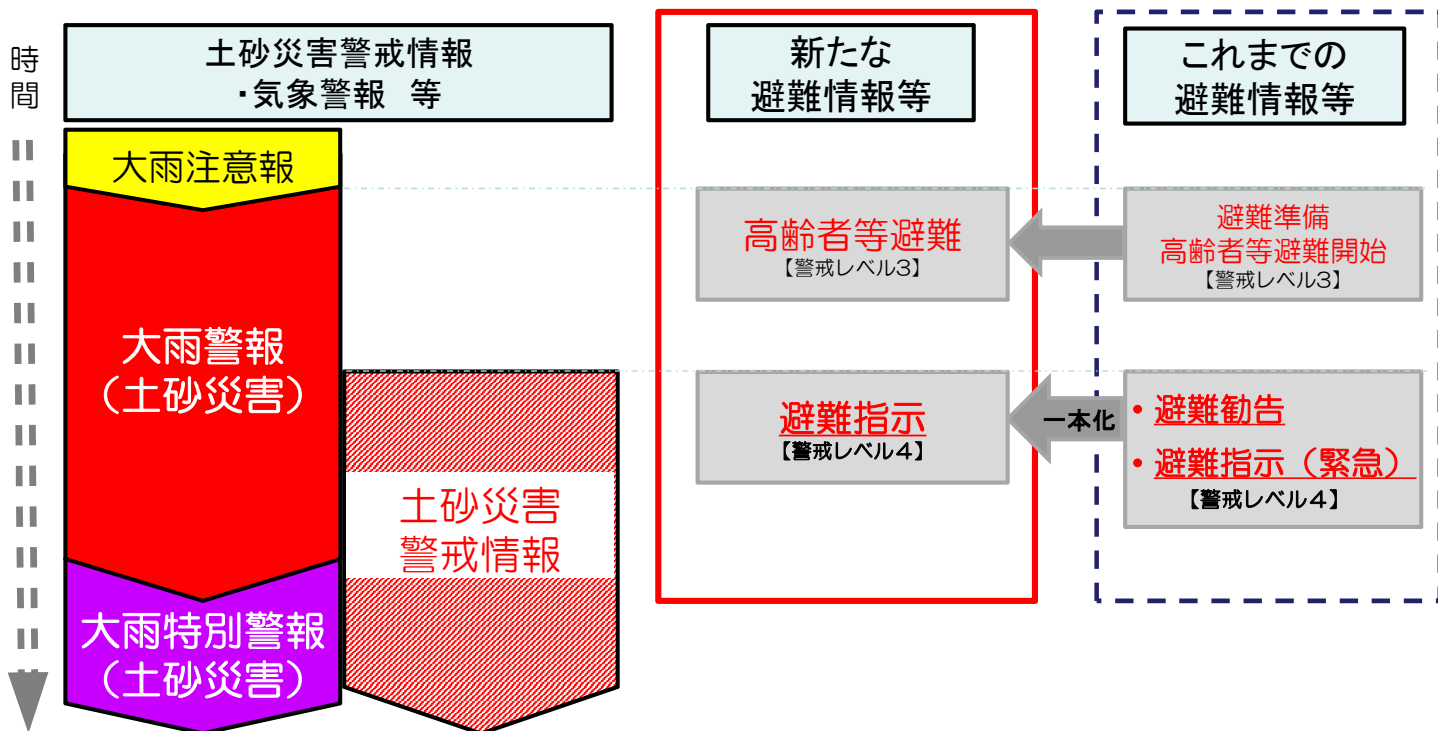 時間
土砂災害警戒情報
・気象警報 等
新たな
避難情報等
これまでの
避難情報等
大雨注意報
大雨警報
（土砂災害）
大雨特別警報
（土砂災害）
土砂災害
警戒情報
高齢者等避難
【警戒レベル3】
避難準備
高齢者等避難開始
【警戒レベル3】
避難指示
【警戒レベル４】
一本化
・避難勧告
・避難指示（緊急）
【警戒レベル４】